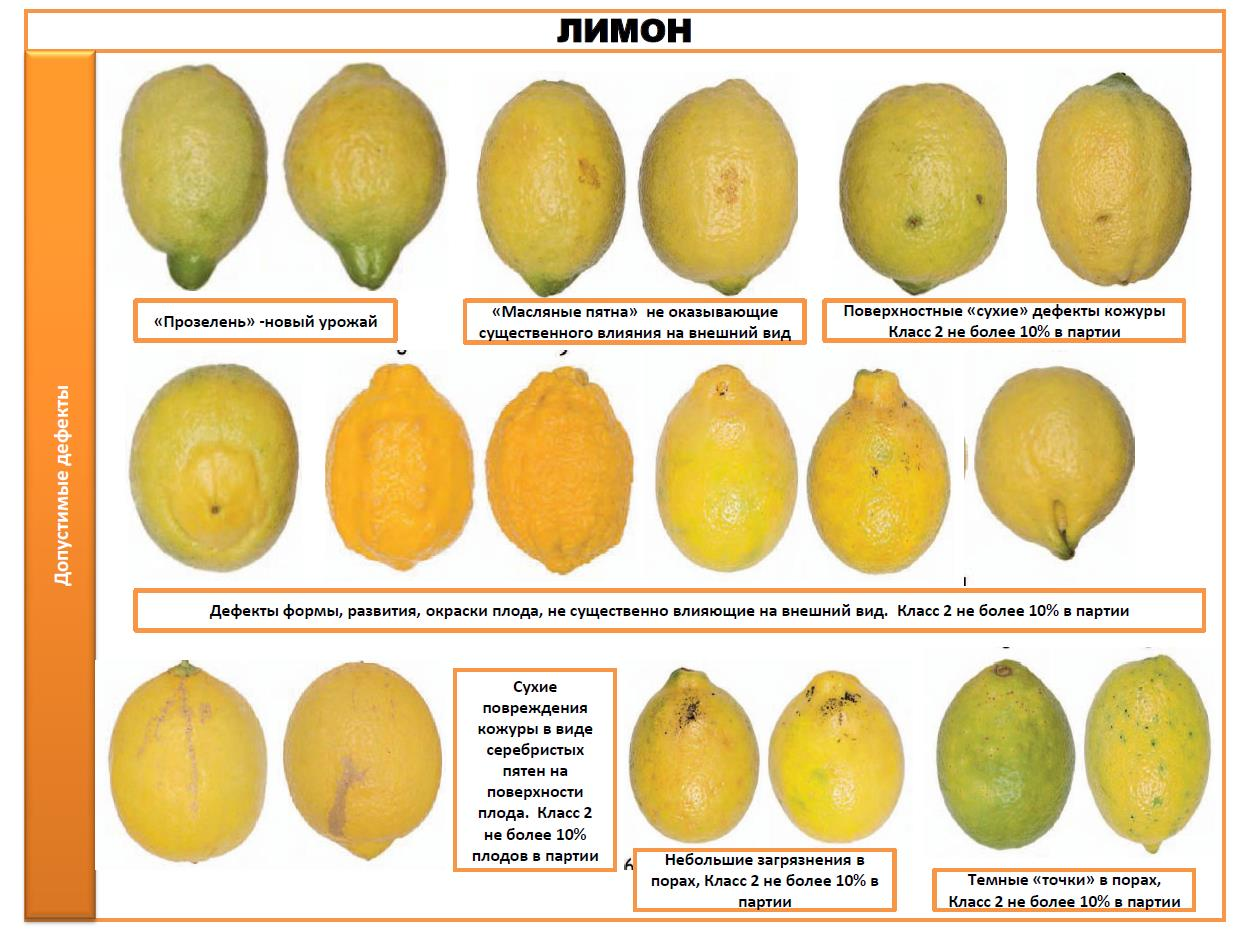 ЛИМОН
Допустимые дефекты
«Прозелень» -новый урожай
«Масляные пятна» не оказывающие
существенного влияния на внешний вид
Поверхностные «сухие» дефекты кожуры
Класс 2 не более 10% в партии
Дефекты формы, развития, окраски плода, не существенно влияющие на внешний вид. Класс 2 не более 10% в партии
Сухие
повреждения
кожуры в виде
серебристых
пятен на
поверхности
плода. Класс 2
не более 10%
плодов в партии
Небольшие загрязнения в
порах, Класс 2 не более 10% в
партии
Темные «точки» в порах,
Класс 2 не более 10% в партии